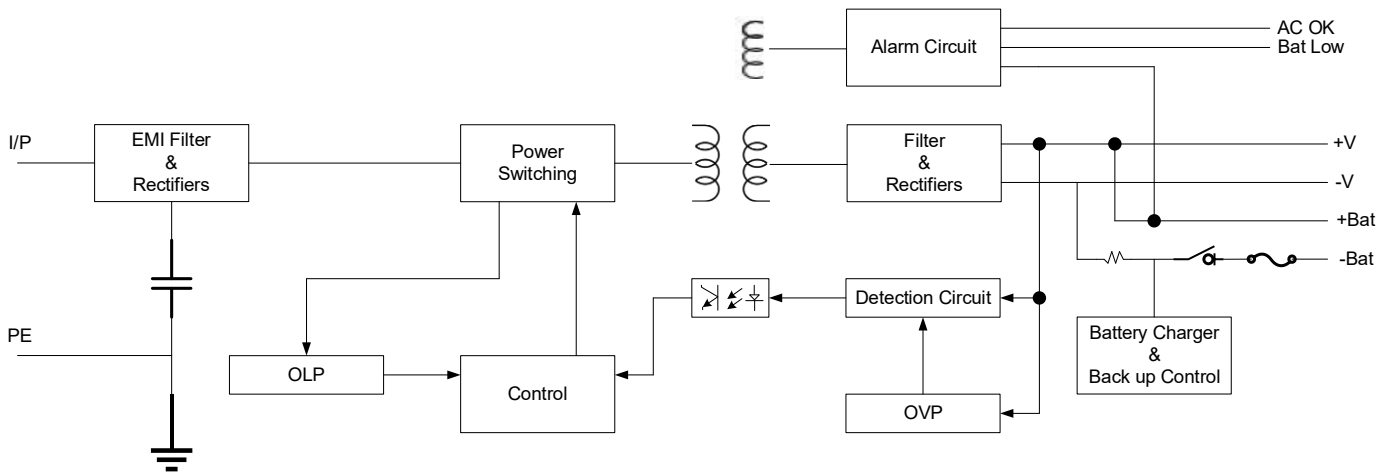 AC OK
Bat Low
Alarm Circuit
I/P
EMI Filter
&
Rectifiers
Power
Switching
Filter
&
Rectifiers
+V
-V
+Bat
-Bat
PE
OLP
Control
Detection Circuit
OVP
Battery Charger
&
Back up Control